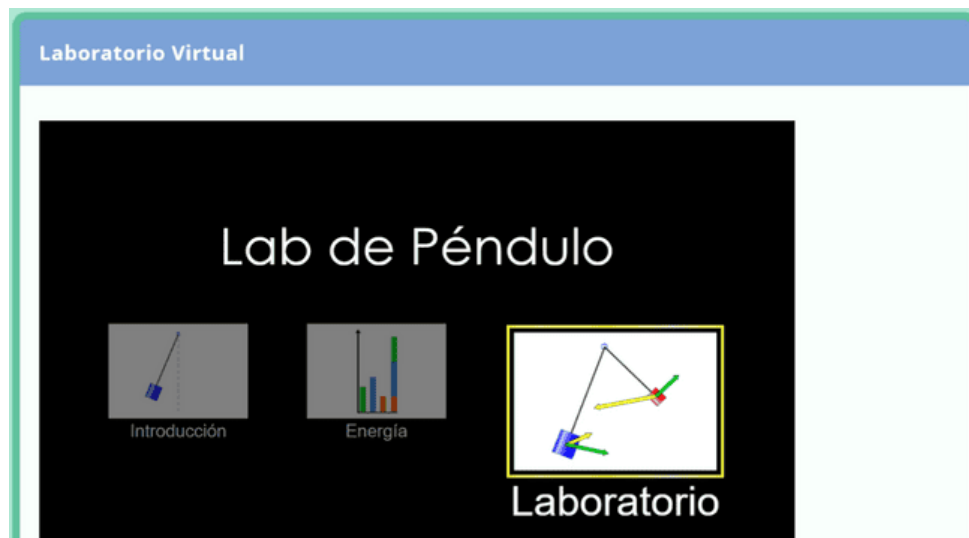 Laboratorio Virtual
Lab de Péndulo
Introducción
Energía
Laboratorio